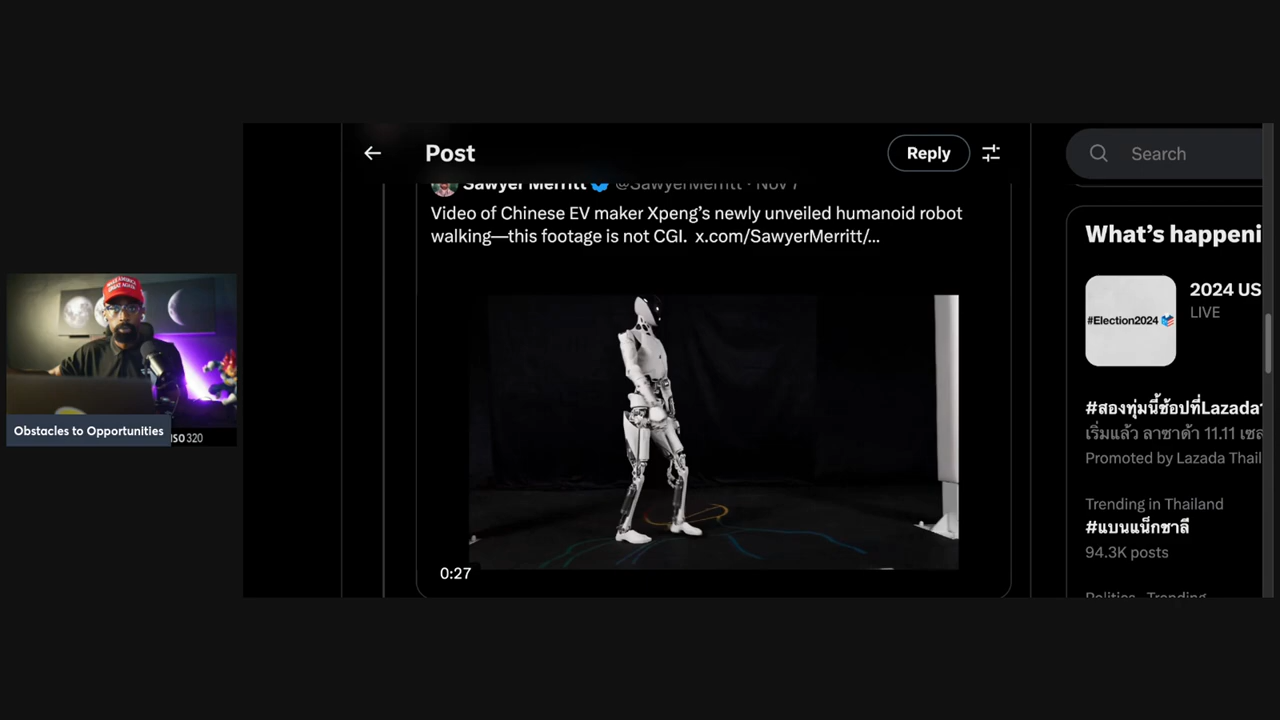 Post
Reply
Search
Sawyer Merritt @SawyerMerritt · Nov 7
Video of Chinese EV maker Xpeng’s newly unveiled humanoid robot
walking—this footage is not CGI. x.com/SawyerMerritt/...
0:27
What’s happeni
2024 US
LIVE
#Election2024
#สองทุ่มนี้ช้อปที่Lazada
เริ่มแล้ว ลาซาด้า 11.11 เซล
Promoted by Lazada Thail
Trending in Thailand
#แบนแน็กชาลี
94.3K posts
Politics · Trending
MAKE AMERICA
GREAT AGAIN
Obstacles to Opportunities
ISO 320